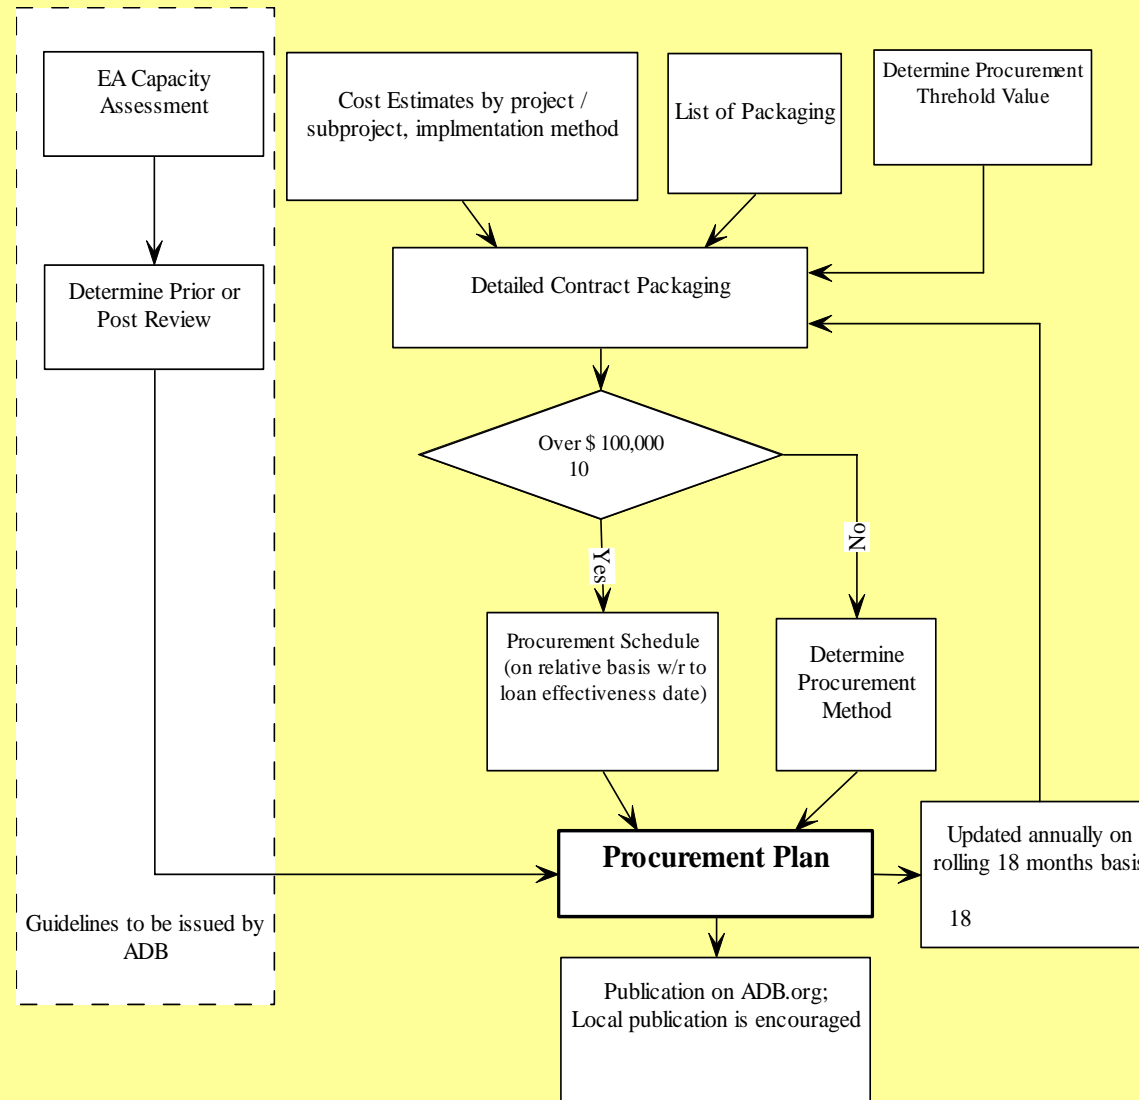 EA Capacity
Assessment
Cost Estimates by project /
subproject, implmentation method
List of Packaging
Determine Procurement
Threhold Value
Determine Prior or
Post Review
Detailed Contract Packaging
Over $ 100,000
10
Yes
No
Procurement Schedule
(on relative basis w/r to
loan effectiveness date)
Determine
Procurement
Method
Procurement Plan
Updated annually on
rolling 18 months basis
18
Guidelines to be issued by
ADB
Publication on ADB.org;
Local publication is encouraged